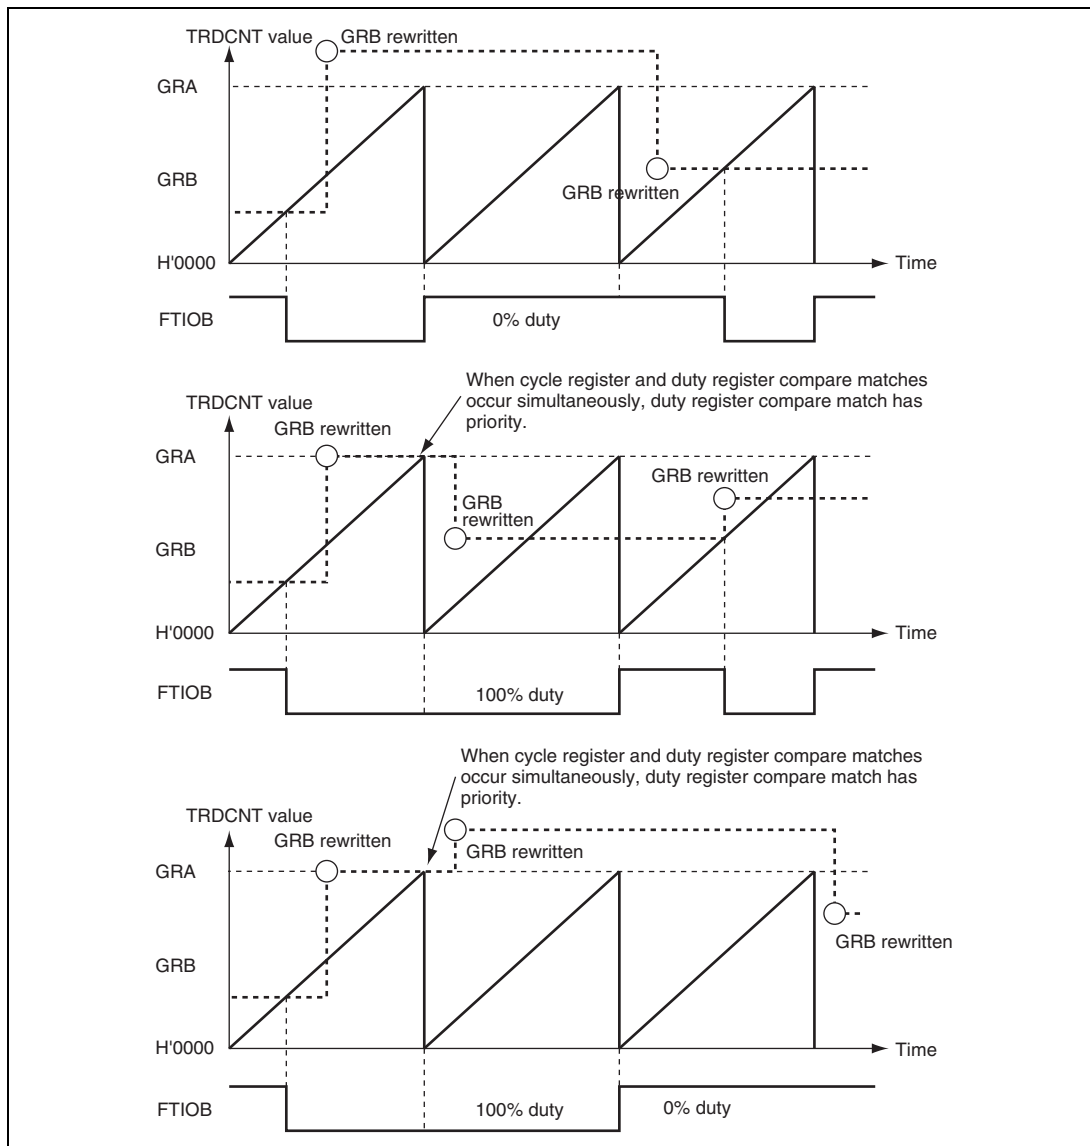 TRDCNT value
GRB rewritten
GRA
GRB
GRB rewritten
H'0000
Time
FTIOB
0% duty
When cycle register and duty register compare matches
occur simultaneously, duty register compare match has
priority.
TRDCNT value
GRB rewritten
GRA
GRB rewritten
GRB
rewritten
GRB
H'0000
Time
FTIOB
100% duty
When cycle register and duty register compare matches
occur simultaneously, duty register compare match has
priority.
TRDCNT value
GRB rewritten
GRB rewritten
GRA
GRB rewritten
GRB
H'0000
Time
FTIOB
100% duty
0% duty